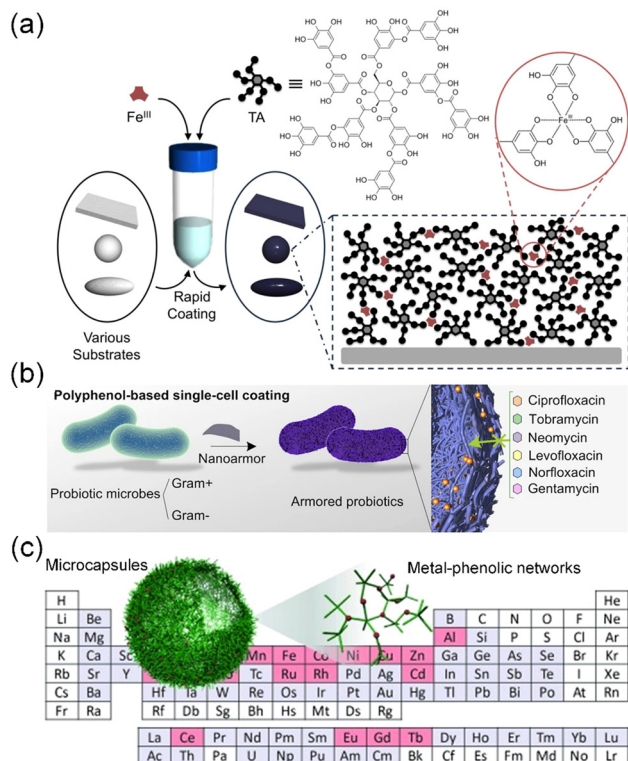 (a)
Fe^III
TA
≡
Rapid
Coating
Various
Substrates
(b)
Polyphenol-based single-cell coating
Nanoarmor
Probiotic microbes
Gram+
Gram-
Armored probiotics
Ciprofloxacin
Tobramycin
Neomycin
Levofloxacin
Norfloxacin
Gentamycin
(c)
Microcapsules
Metal-phenolic networks
H He
Li Be B C N O F Ne
Na Mg Al Si P S Cl Ar
K Ca Sc Mn Fe Co Ni Cu Zn Ga Ge As Se Br Kr
Rb Sr Y Tc Ru Rh Pd Ag Cd In Sn Sb Te I Xe
Cs Ba Hf Ta W Re Os Ir Pt Au Hg Tl Pb Bi Po At Rn
Fr Ra Rf Db Sg Bh Hs Mt Ds Rg
La Ce Pr Nd Pm Sm Eu Gd Tb Dy Ho Er Tm Yb Lu
Ac Th Pa U Np Pu Am Cm Bk Cf Es Fm Md No Lr